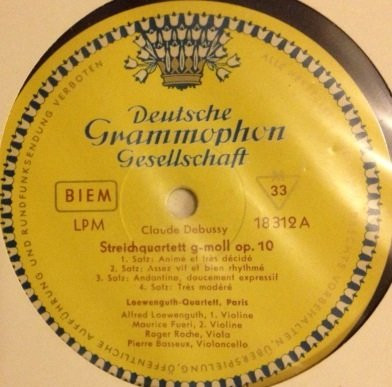 Deutsche
Grammophon
Gesellschaft
BIEM
33
LPM
18312A
Claude Debussy
Streichquartett g-moll op. 10
1. Satz: Animé et très décidé
2. Satz: Assez vif et bien rhythmé
3. Satz: Andantino, doucement expressif
4. Satz: Très modéré
Loewenguth-Quartett, Paris
Alfred Loewenguth, 1. Violine
Maurice Fueri, 2. Violine
Roger Roche, Viola
Pierre Basseux, Violoncello
VORBEHALTEN, ÜBERSPIELUNG, ÖFFENTLICHE AUFFÜHRUNG UND RUNDFUNKSENDUNG VERBOTEN